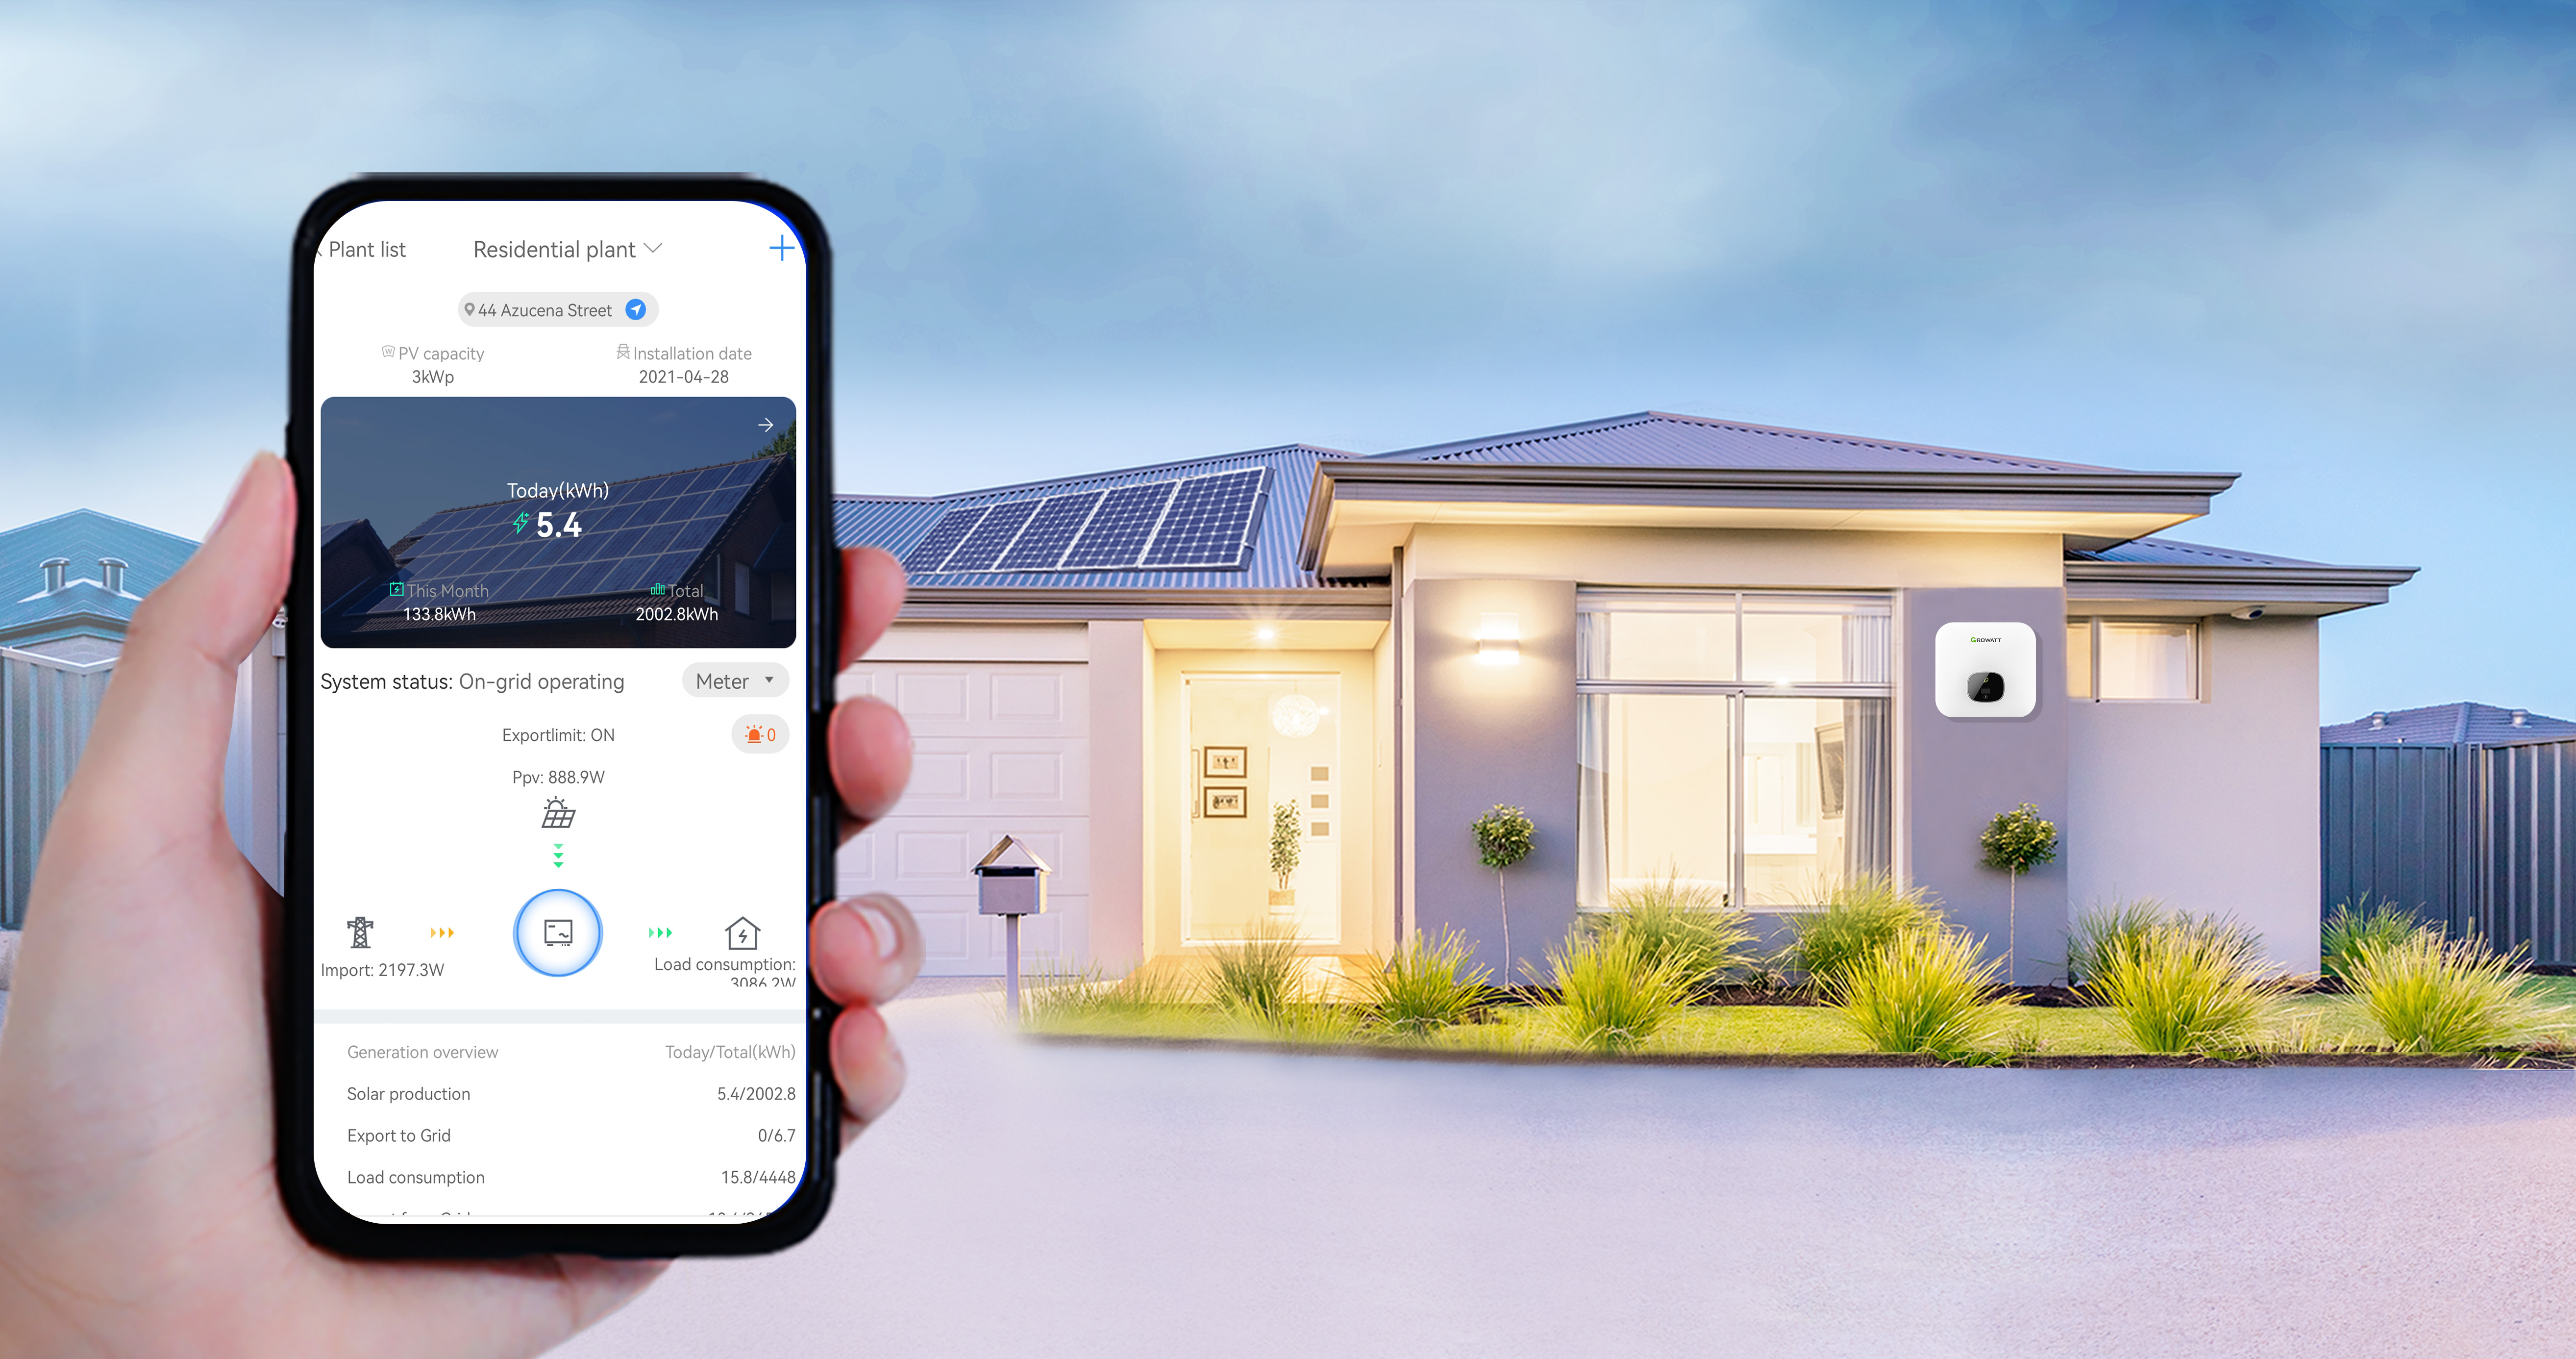 Plant list
Residential plant
44 Azucena Street
PV capacity
3kWp
Installation date
2021-04-28
Today(kWh)
5.4
This Month
133.8kWh
Total
2002.8kWh
System status: On-grid operating
Meter
Exportlimit: ON
0
Ppv: 888.9W
Import: 2197.3W
Load consumption:
3086.2W
Generation overview Today/Total(kWh)
Solar production 5.4/2002.8
Export to Grid 0/6.7
Load consumption 15.8/4448
GROWATT